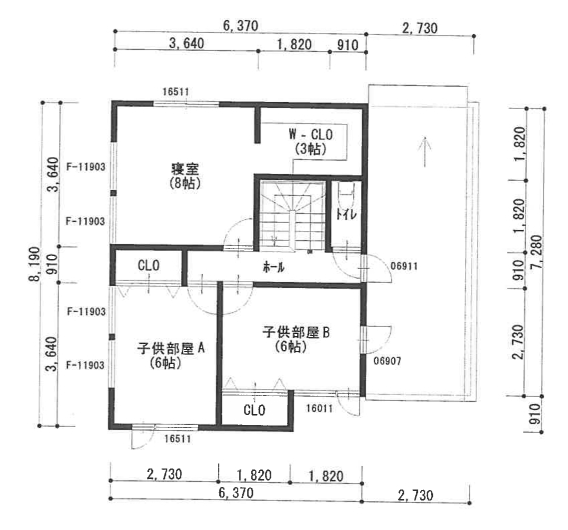 6,370
2,730
3,640
1,820
910
16511
W - CLO
(3帖)
F-11903
寝室
(8帖)
3,640
1,820
トイレ
1,820
F-11903
8,190
7,280
910
CLO
ホール
06911
910
F-11903
子供部屋 A
(6帖)
子供部屋 B
(6帖)
3,640
2,730
F-11903
06907
CLO
16011
910
16511
2,730
1,820
1,820
6,370
2,730